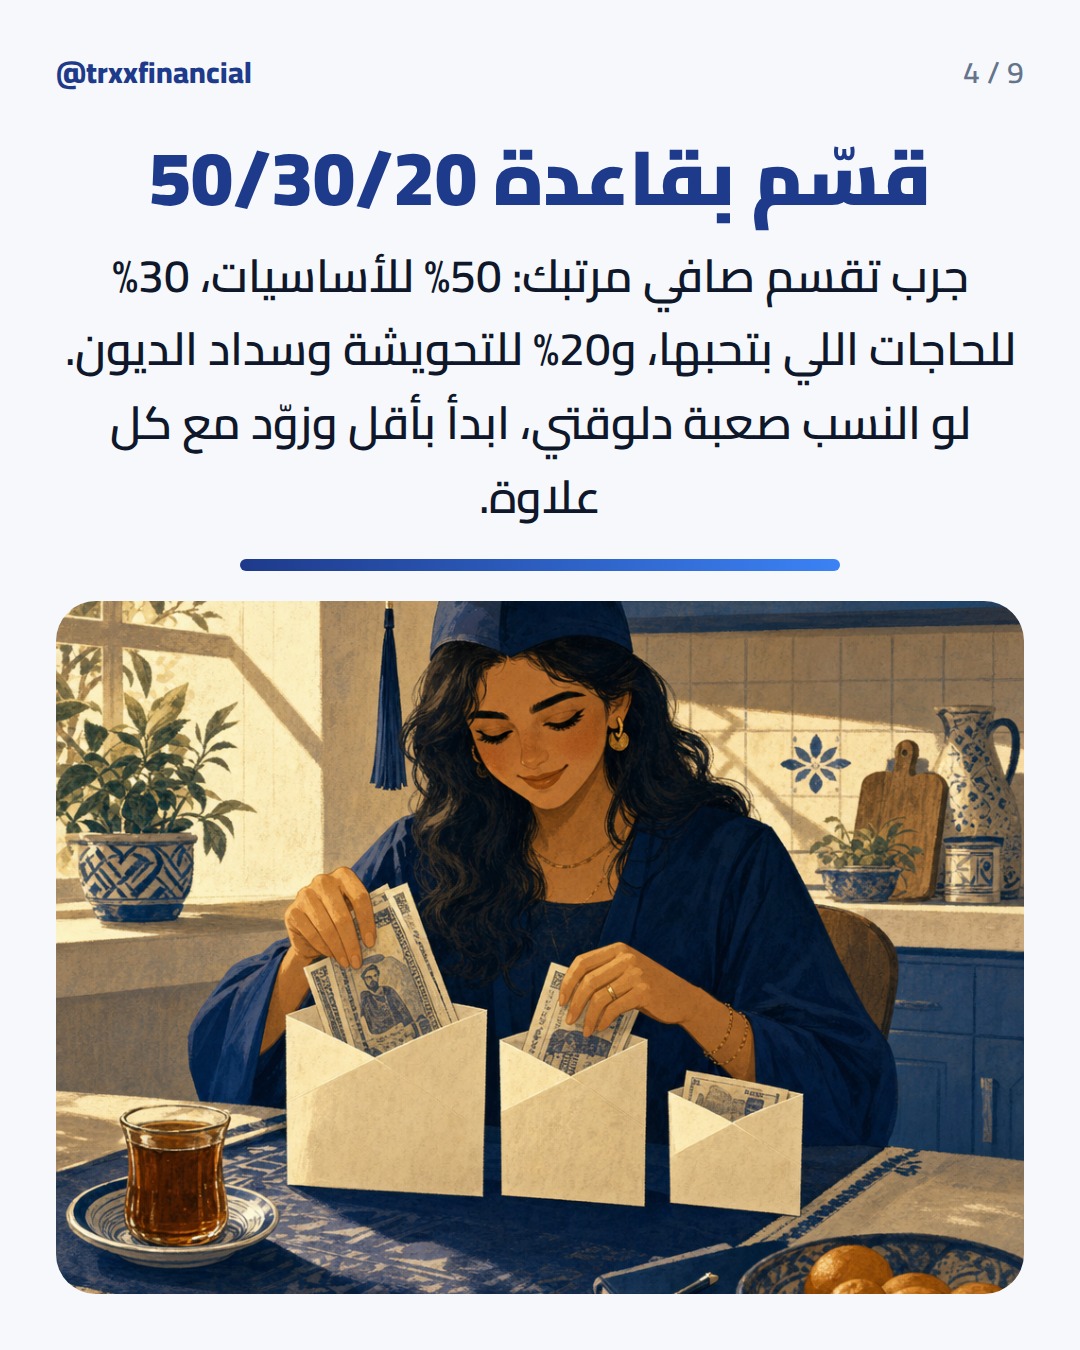 @trxxfinancial
4 / 9
قسّم بقاعدة 50/30/20
جرب تقسم صافي مرتبك: 50% للأساسيات، 30%
للحاجات اللي بتحبها، و20% للتحويشة وسداد الديون.
لو النسب صعبة دلوقتي، ابدأ بأقل وزوّد مع كل
علاوة.